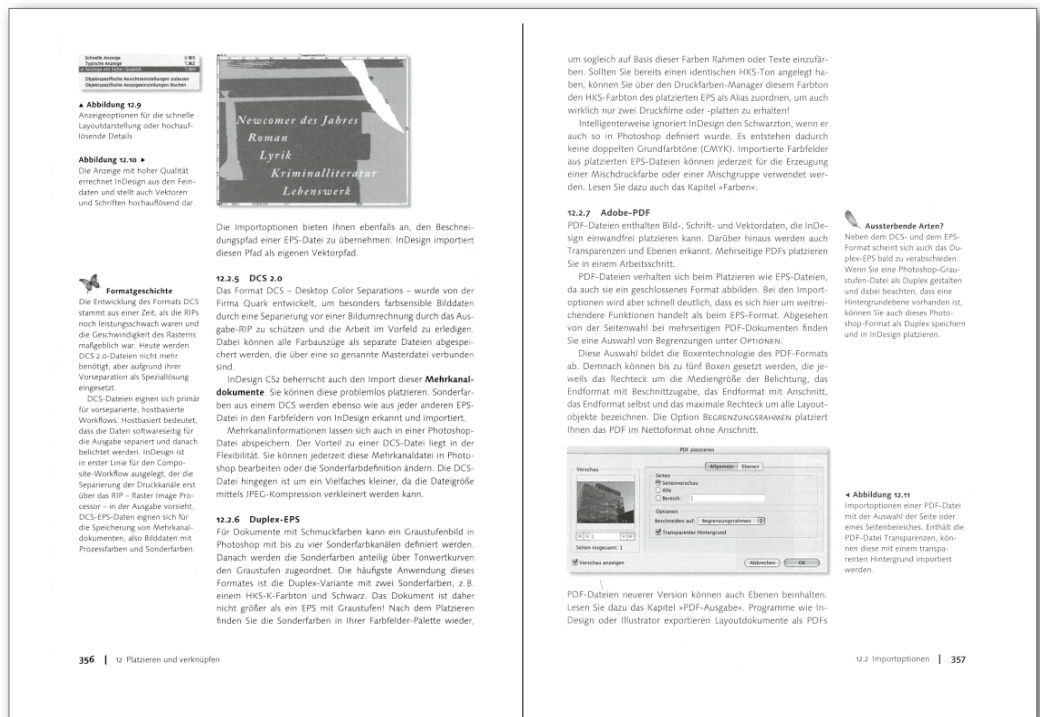 Schnelle Anzeige
Typische Anzeige
Anzeige mit hoher Qualität
Objektspezifische Ansichtseinstellungen zulassen
Objektspezifische Anzeigeeinstellungen löschen
▲ Abbildung 12.9
Anzeigeoptionen für die schnelle
Layoutdarstellung oder hochauf-
lösende Details
Abbildung 12.10 ►
Die Anzeige mit hoher Qualität
errechnet InDesign aus den Fein-
daten und stellt auch Vektoren
und Schriften hochauflösend dar.
Newcomer des Jahres
Roman
Lyrik
Kriminalliteratur
Lebenswerk
Die Importoptionen bieten Ihnen ebenfalls an, den Beschnei-
dungspfad einer EPS-Datei zu übernehmen. InDesign importiert
diesen Pfad als eigenen Vektorpfad.
Formatgeschichte
Die Entwicklung des Formats DCS
stammt aus einer Zeit, als die RIPs
noch leistungsschwach waren und
die Geschwindigkeit des Rasterns
maßgeblich war. Heute werden
DCS 2.0-Dateien nicht mehr
benötigt, aber aufgrund ihrer
Vorseparation als Speziallösung
eingesetzt.
DCS-Dateien eignen sich primär
für vorseparierte, hostbasierte
Workflows. Hostbasiert bedeutet,
dass die Daten softwareseitig für
die Ausgabe separiert und danach
belichtet werden. InDesign ist
in erster Linie für den Compo-
site-Workflow ausgelegt, der die
Separierung der Druckkanäle erst
über das RIP – Raster Image Pro-
cessor – in der Ausgabe vorsieht.
DCS-EPS-Daten eignen sich für
die Speicherung von Mehrkanal-
dokumenten, also Bilddaten mit
Prozessfarben und Sonderfarben.
12.2.5 DCS 2.0
Das Format DCS – Desktop Color Separations – wurde von der
Firma Quark entwickelt, um besonders farbsensible Bilddaten
durch eine Separierung vor einer Bildumrechnung durch das Aus-
gabe-RIP zu schützen und die Arbeit im Vorfeld zu erledigen.
Dabei können alle Farbauszüge als separate Dateien abgespei-
chert werden, die über eine so genannte Masterdatei verbunden
sind.
InDesign CS2 beherrscht auch den Import dieser Mehrkanal-
dokumente. Sie können diese problemlos platzieren. Sonderfar-
ben aus einem DCS werden ebenso wie aus jeder anderen EPS-
Datei in den Farbfeldern von InDesign erkannt und importiert.
Mehrkanalinformationen lassen sich auch in einer Photoshop-
Datei abspeichern. Der Vorteil zu einer DCS-Datei liegt in der
Flexibilität. Sie können jederzeit diese Mehrkanaldatei in Photo-
shop bearbeiten oder die Sonderfarbdefinition ändern. Die DCS-
Datei hingegen ist um ein Vielfaches kleiner, da die Dateigröße
mittels JPEG-Kompression verkleinert werden kann.
12.2.6 Duplex-EPS
Für Dokumente mit Schmuckfarben kann ein Graustufenbild in
Photoshop mit bis zu vier Sonderfarbkanälen definiert werden.
Danach werden die Sonderfarben anteilig über Tonwertkurven
den Graustufen zugeordnet. Die häufigste Anwendung dieses
Formates ist die Duplex-Variante mit zwei Sonderfarben, z. B.
einem HKS-K-Farbton und Schwarz. Das Dokument ist daher
nicht größer als ein EPS mit Graustufen! Nach dem Platzieren
finden Sie die Sonderfarben in Ihrer Farbfelder-Palette wieder,
356 | 12 Platzieren und verknüpfen
um sogleich auf Basis dieser Farben Rahmen oder Texte einzufär-
ben. Sollten Sie bereits einen identischen HKS-Ton angelegt ha-
ben, können Sie über den Druckfarben-Manager diesem Farbton
den HKS-Farbton des platzierten EPS als Alias zuordnen, um auch
wirklich nur zwei Druckfilme oder -platten zu erhalten!
Intelligenterweise ignoriert InDesign den Schwarzton, wenn er
auch so in Photoshop definiert wurde. Es entstehen dadurch
keine doppelten Grundfarbtöne (CMYK). Importierte Farbfelder
aus platzierten EPS-Dateien können jederzeit für die Erzeugung
einer Mischdruckfarbe oder einer Mischgruppe verwendet wer-
den. Lesen Sie dazu auch das Kapitel »Farben«.
12.2.7 Adobe-PDF
PDF-Dateien enthalten Bild-, Schrift- und Vektordaten, die InDe-
sign einwandfrei platzieren kann. Darüber hinaus werden auch
Transparenzen und Ebenen erkannt. Mehrseitige PDFs platzieren
Sie in einem Arbeitsschritt.
PDF-Dateien verhalten sich beim Platzieren wie EPS-Dateien,
da auch sie ein geschlossenes Format abbilden. Bei den Import-
optionen wird aber schnell deutlich, dass es sich hier um weitrei-
chendere Funktionen handelt als beim EPS-Format. Abgesehen
von der Seitenwahl bei mehrseitigen PDF-Dokumenten finden
Sie eine Auswahl von Begrenzungen unter OPTIONEN.
Diese Auswahl bildet die Boxentechnologie des PDF-Formats
ab. Demnach können bis zu fünf Boxen gesetzt werden, die je-
weils das Rechteck um die Mediengröße der Belichtung, das
Endformat mit Beschnittzugabe, das Endformat mit Anschnitt,
das Endformat selbst und das maximale Rechteck um alle Layout-
objekte bezeichnen. Die Option BEGRENZUNGSRAHMEN platziert
Ihnen das PDF im Nettoformat ohne Anschnitt.
Aussterbende Arten?
Neben dem DCS- und dem EPS-
Format scheint sich auch das Du-
plex-EPS bald zu verabschieden.
Wenn Sie eine Photoshop-Grau-
stufen-Datei als Duplex gestalten
und dabei beachten, dass eine
Hintergrundebene vorhanden ist,
können Sie auch dieses Photo-
shop-Format als Duplex speichern
und in InDesign platzieren.
PDF platzieren
Vorschau
Allgemein Ebenen
Seiten
Seitenvorschau
Alle
Bereich: 1
Optionen
Beschneiden auf: Begrenzungsrahmen
Transparenter Hintergrund
1
Seiten insgesamt: 1
Vorschau anzeigen
Abbrechen OK
◄ Abbildung 12.11
Importoptionen einer PDF-Datei
mit der Auswahl der Seite oder
eines Seitenbereiches. Enthält die
PDF-Datei Transparenzen, kön-
nen diese mit einem transpa-
renten Hintergrund importiert
werden.
PDF-Dateien neuerer Version können auch Ebenen beinhalten.
Lesen Sie dazu das Kapitel »PDF-Ausgabe«. Programme wie In-
Design oder Illustrator exportieren Layoutdokumente als PDFs
12.2 Importoptionen | 357